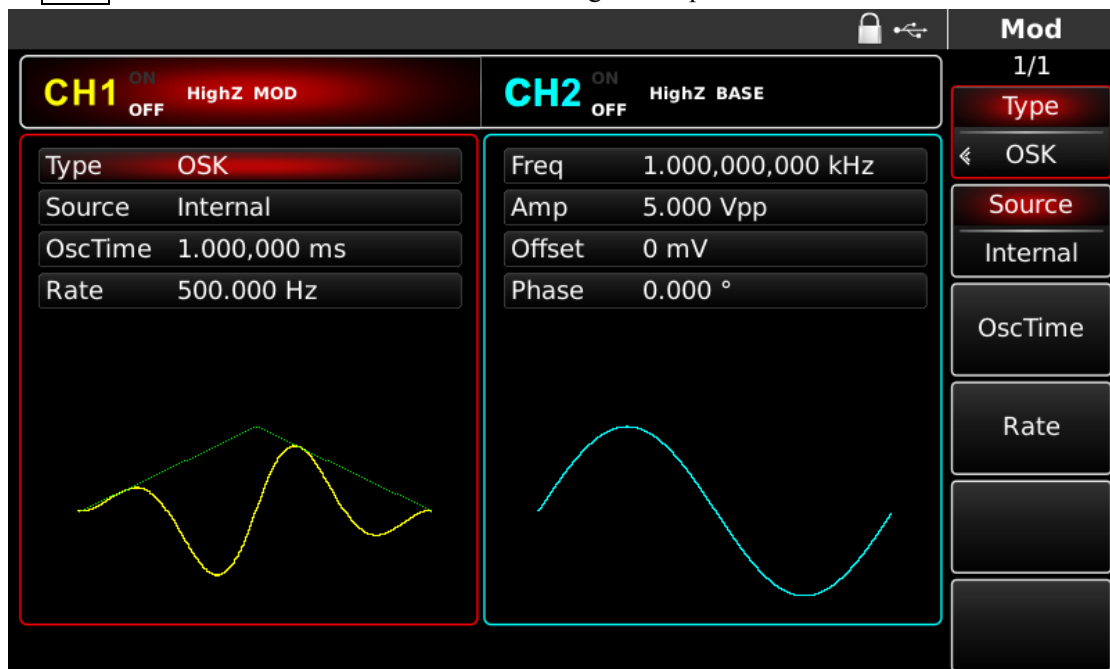 Mod
1/1
CH1 ON OFF HighZ MOD
CH2 ON OFF HighZ BASE
Type OSK
Source Internal
OscTime 1.000,000 ms
Rate 500.000 Hz
Freq 1.000,000,000 kHz
Amp 5.000 Vpp
Offset 0 mV
Phase 0.000 °
Type
OSK
Source
Internal
OscTime
Rate